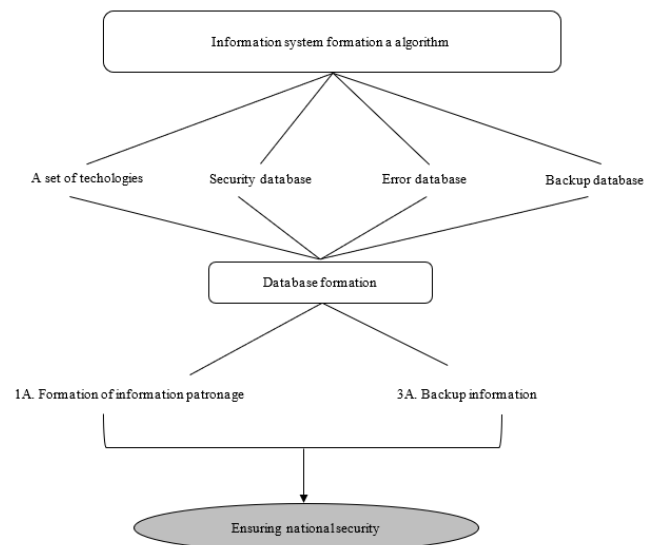 Information system formation a algorithm
A set of techologies
Security database
Error database
Backup database
Database formation
1A. Formation of information patronage
3A. Backup information
Ensuring national security